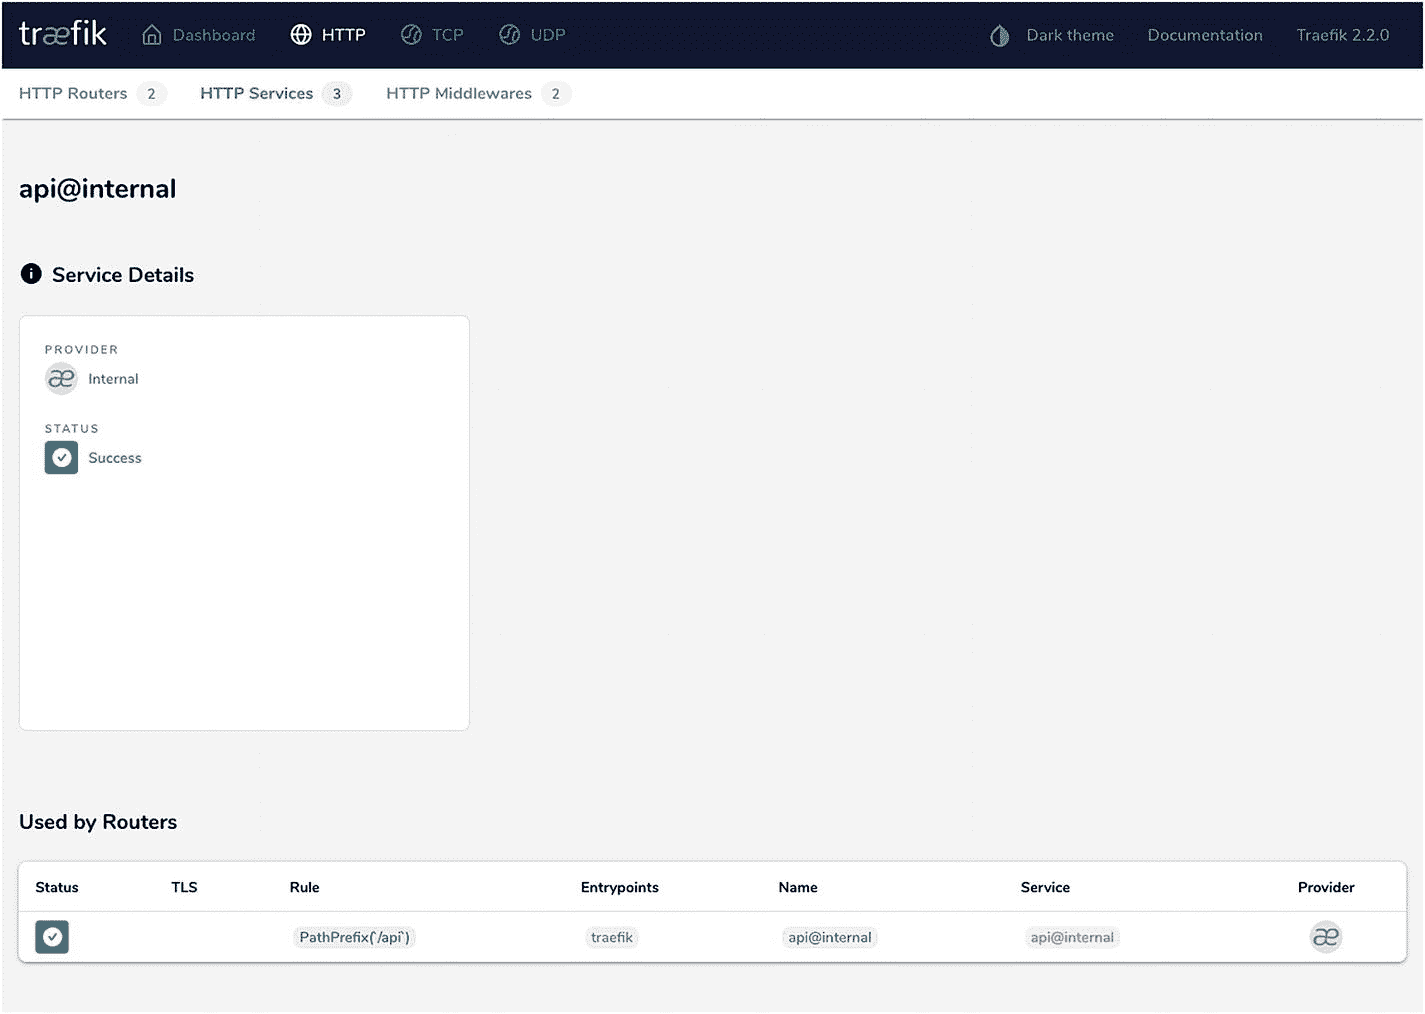 træfik Dashboard HTTP TCP UDP Dark theme Documentation Traefik 2.2.0
HTTP Routers 2 HTTP Services 3 HTTP Middlewares 2
api@internal
Service Details
PROVIDER
æ Internal
STATUS
Success
Used by Routers
Status TLS Rule Entrypoints Name Service Provider
PathPrefix(`/api`) traefik api@internal api@internal æ